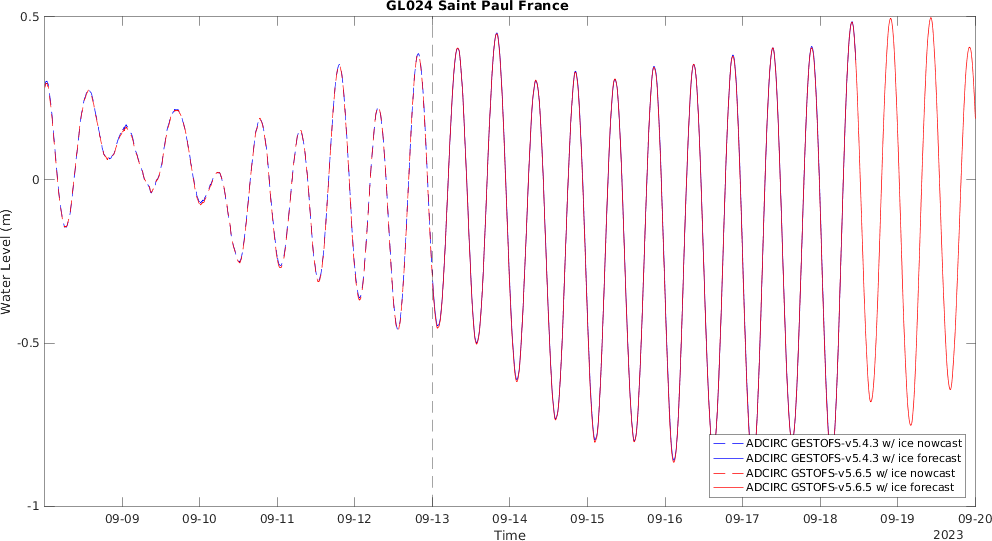 GL024 Saint Paul France
0.5
0
-0.5
-1
Water Level (m)
ADCIRC GESTOFS-v5.4.3 w/ ice nowcast
ADCIRC GESTOFS-v5.4.3 w/ ice forecast
ADCIRC GSTOFS-v5.6.5 w/ ice nowcast
ADCIRC GSTOFS-v5.6.5 w/ ice forecast
09-09 09-10 09-11 09-12 09-13 09-14 09-15 09-16 09-17 09-18 09-19 09-20
Time
2023